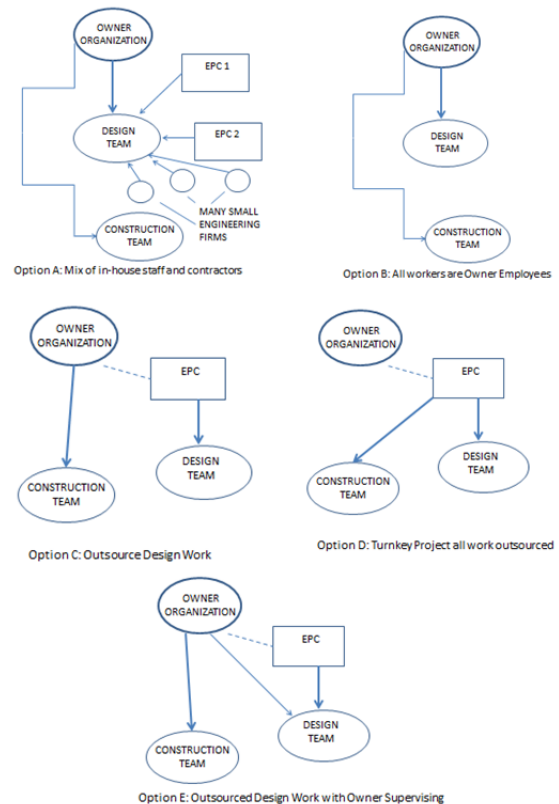 OWNER
ORGANIZATION
EPC 1
DESIGN
TEAM
EPC 2
MANY SMALL
ENGINEERING
FIRMS
CONSTRUCTION
TEAM
Option A: Mix of in-house staff and contractors
OWNER
ORGANIZATION
DESIGN
TEAM
CONSTRUCTION
TEAM
Option B: All workers are Owner Employees
OWNER
ORGANIZATION
EPC
DESIGN
TEAM
CONSTRUCTION
TEAM
Option C: Outsource Design Work
OWNER
ORGANIZATION
EPC
DESIGN
TEAM
CONSTRUCTION
TEAM
Option D: Turnkey Project all work outsourced
OWNER
ORGANIZATION
EPC
DESIGN
TEAM
CONSTRUCTION
TEAM
Option E: Outsourced Design Work with Owner Supervising